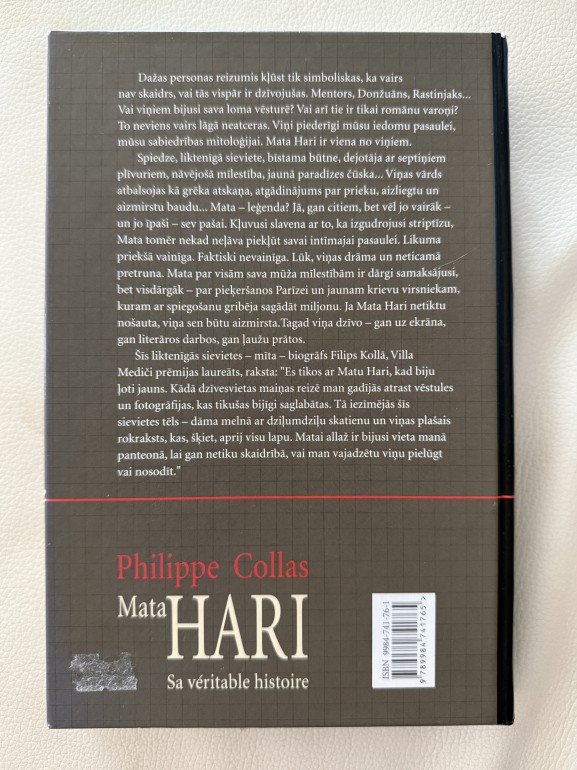 Dažas personas reizumis kļūst tik simboliskas, ka vairs
nav skaidrs, vai tās vispār ir dzīvojušas. Mentors, Donžuāns, Rastinjaks...
Vai viņiem bijusi sava loma vēsturē? Vai arī tie ir tikai romānu varoņi?
To neviens vairs lāgā neatceras. Viņi piederīgi mūsu iedomu pasaulei,
mūsu sabiedrības mitoloģijai. Mata Hari ir viena no viņiem.
Spiedze, liktenīgā sieviete, bīstama būtne, dejotāja ar septiņiem
plīvuriem, nāvējošā mīlestība, jaunā paradīzes čūska... Viņas vārds
atbalsojas kā grēka atskaņa, atgādinājums par prieku, aizliegtu un
aizmirstu baudu... Mata – leģenda? Jā, gan citiem, bet vēl jo vairāk –
un jo īpaši – sev pašai. Kļuvusi slavena ar to, ka izgudrojusi striptīzu,
Mata tomēr nekad neļāva piekļūt savai intīmajai pasaulei. Likuma
priekšā vainīga. Faktiski nevainīga. Lūk, viņas drāma un neticamā
pretruna. Mata par visām sava mūža mīlestībām ir dārgi samaksājusi,
bet visdārgāk – par pieķeršanos Parīzei un jaunam krievu virsniekam,
kuram ar spiegošanu gribēja sagādāt miljonu. Ja Mata Hari netiktu
nošauta, viņa sen būtu aizmirsta.Tagad viņa dzīvo – gan uz ekrāna,
gan literāros darbos, gan ļaužu prātos.
Šīs liktenīgās sievietes – mīta – biogrāfs Filips Kollā, Villa
Mediči prēmijas laureāts, raksta: "Es tikos ar Matu Hari, kad biju
ļoti jauns. Kādā dzīvesvietas maiņas reizē man gadījās atrast vēstules
un fotogrāfijas, kas tikušas bijīgi saglabātas. Tā iezīmējās šīs
sievietes tēls – dāma melnā ar dziļumdziļu skatienu un viņas plašais
rokraksts, kas, šķiet, aprij visu lapu. Matai allaž ir bijusi vieta manā
panteonā, lai gan netiku skaidrībā, vai man vajadzētu viņu pielūgt
vai nosodīt."
Philippe Collas
Mata HARI
Sa véritable histoire
ISBN 9984-741-76-1
9 789984 741765 >